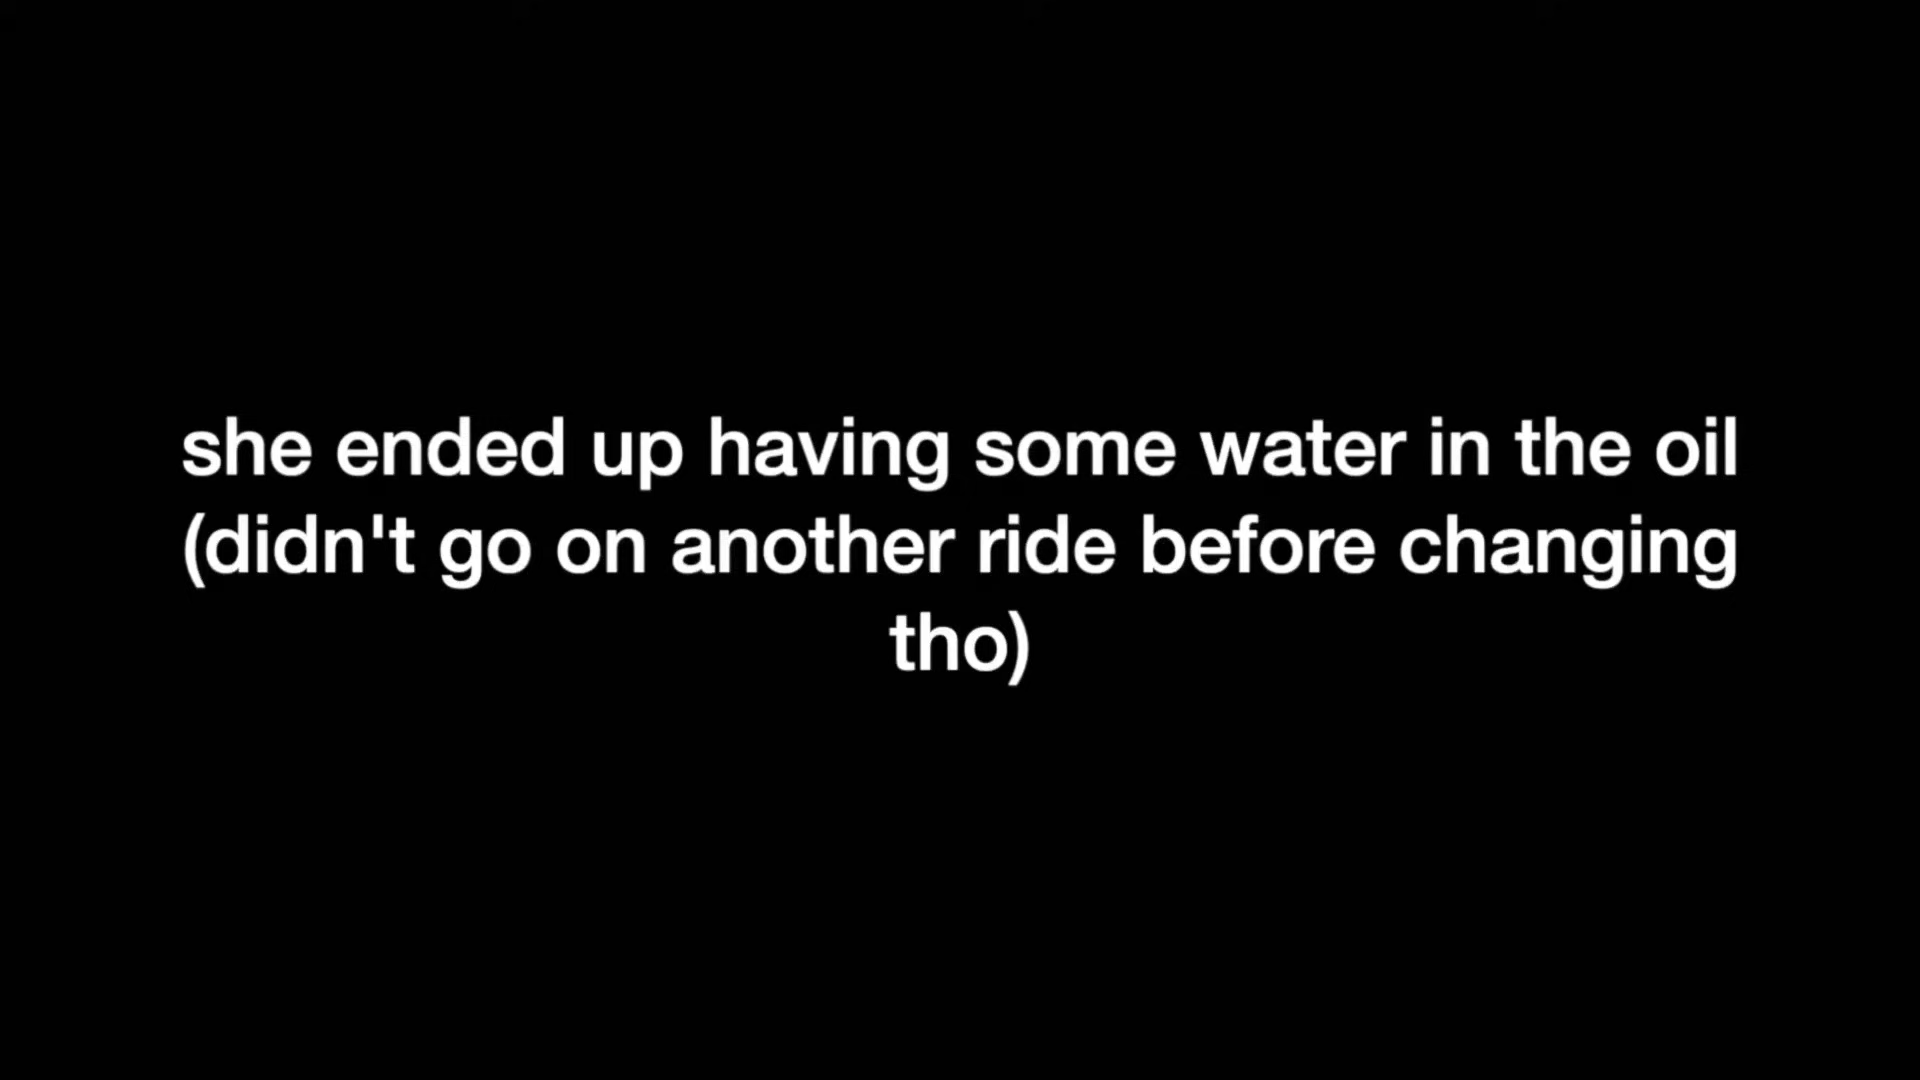 she ended up having some water in the oil
(didn't go on another ride before changing
tho)